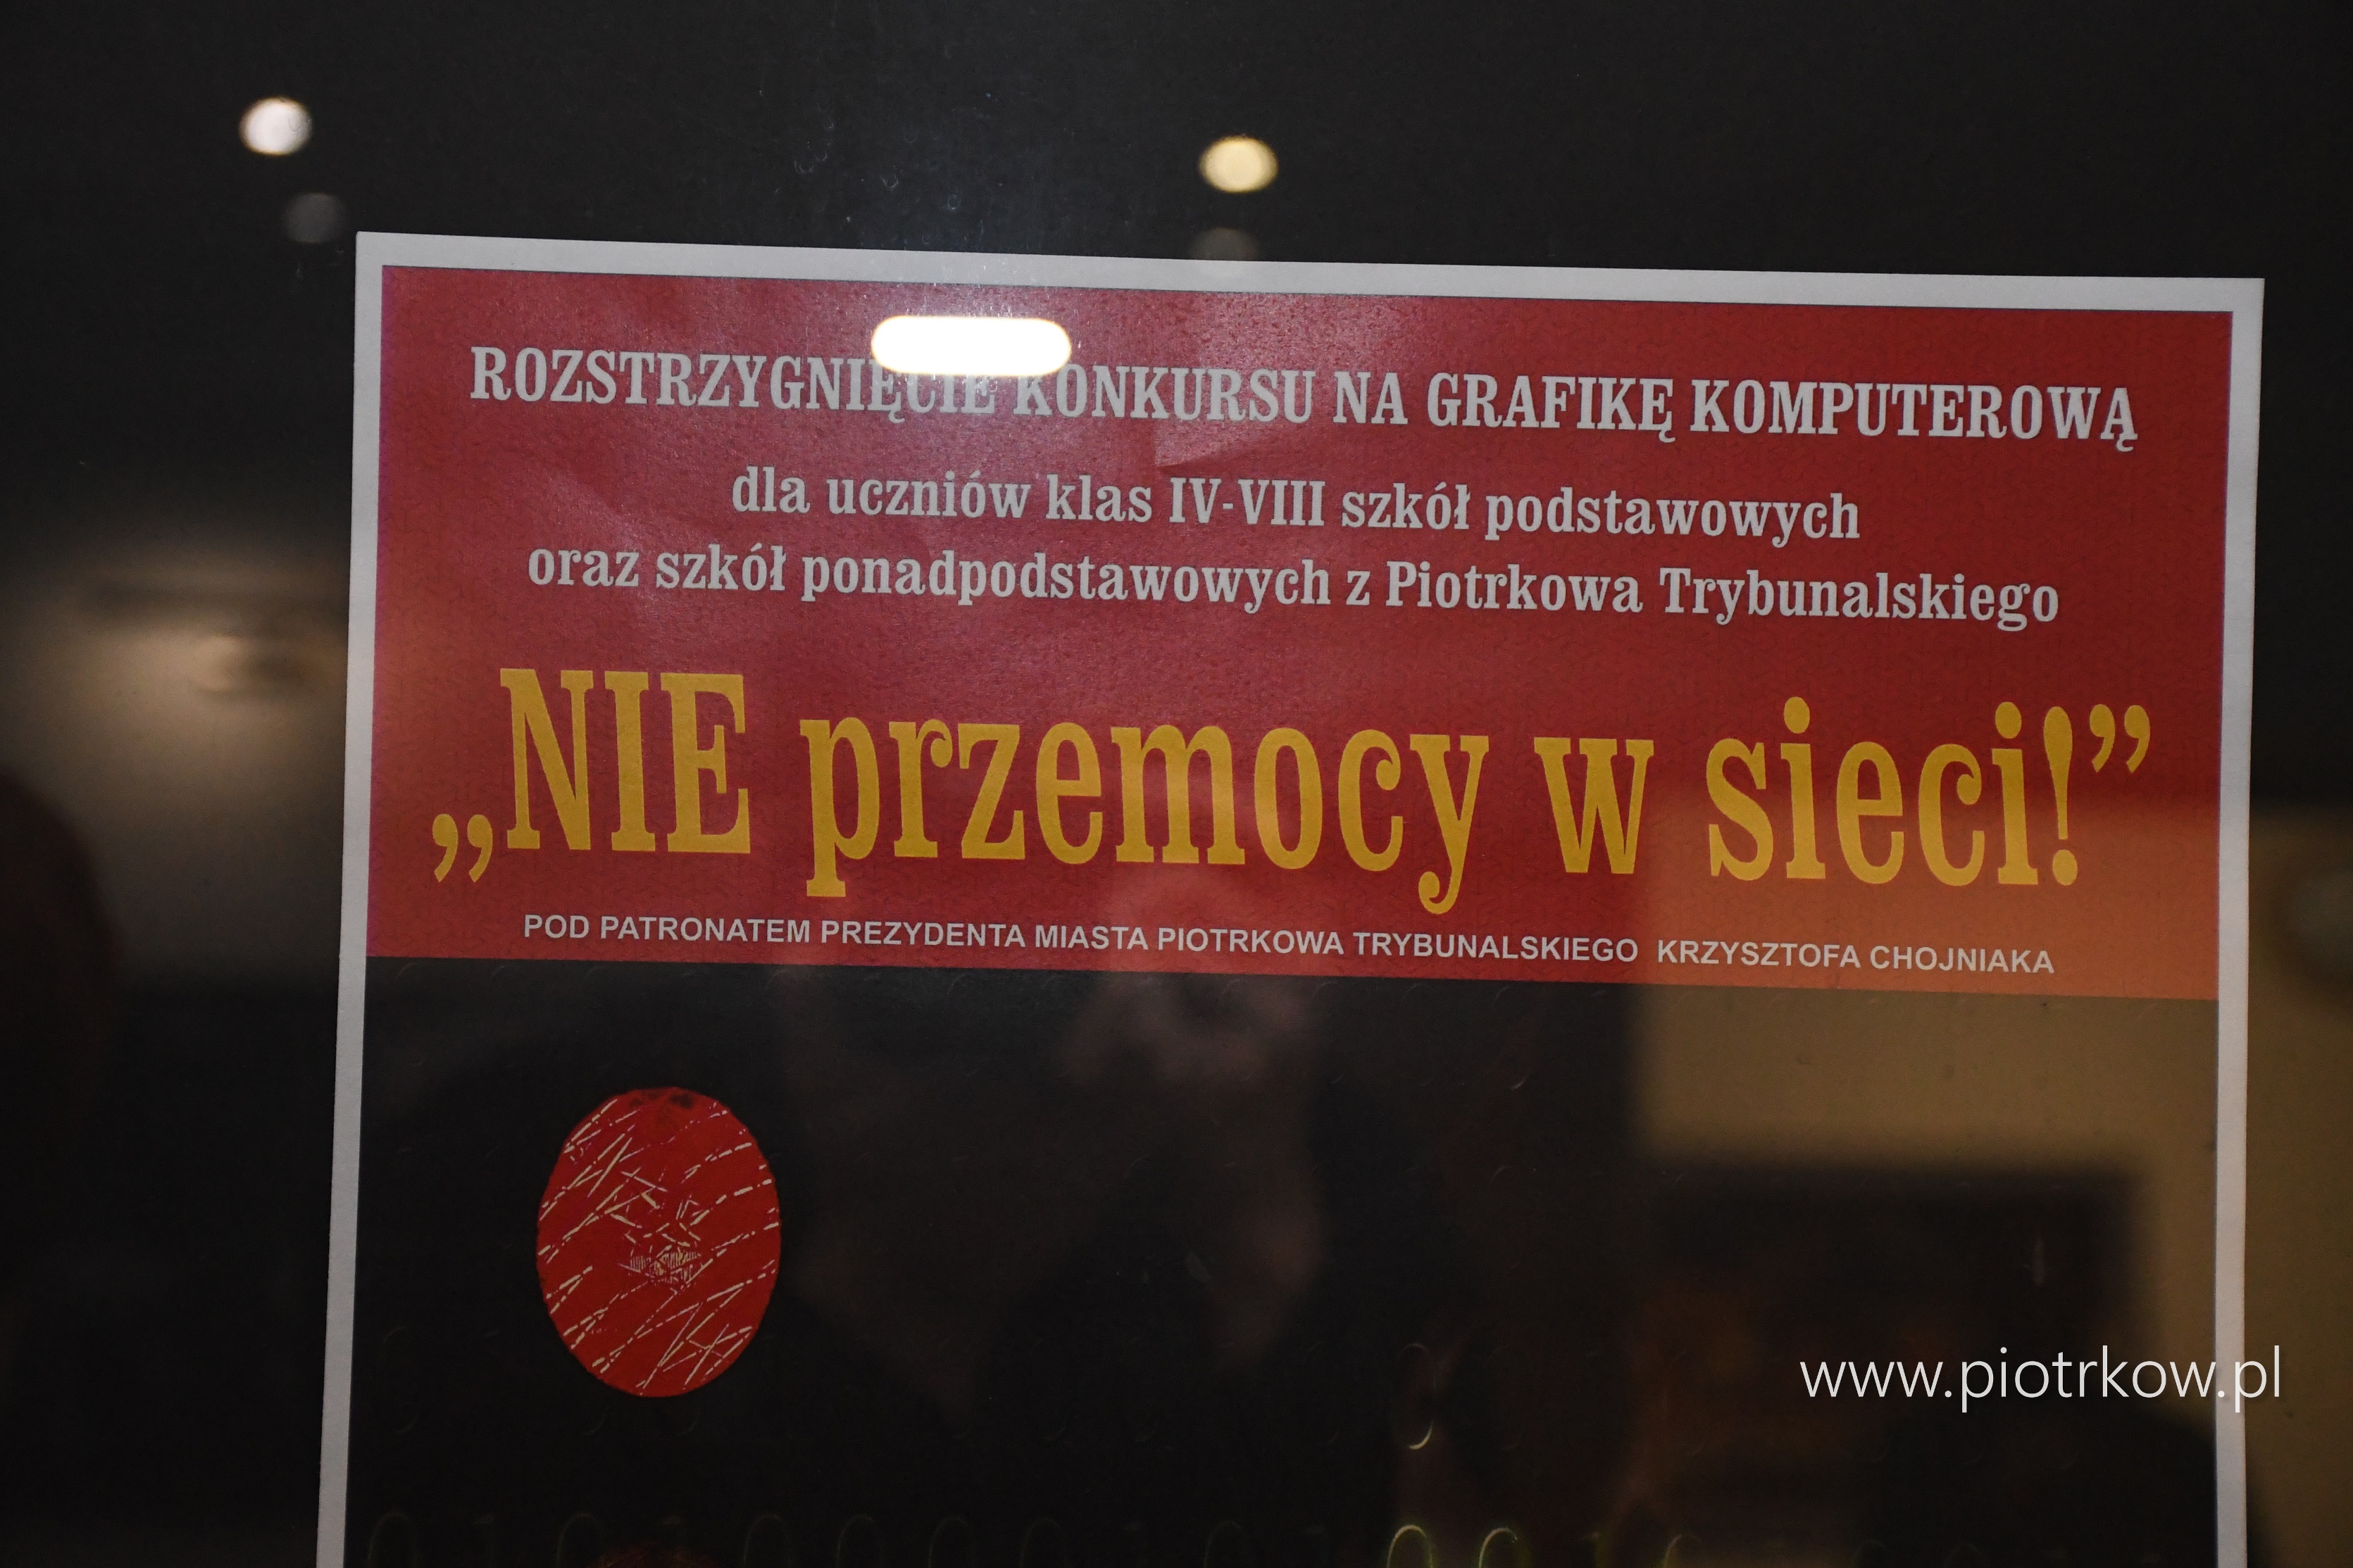 ROZSTRZYGNIĘCIE KONKURSU NA GRAFIKĘ KOMPUTEROWĄ
dla uczniów klas IV-VIII szkół podstawowych
oraz szkół ponadpodstawowych z Piotrkowa Trybunalskiego
„NIE przemocy w sieci!”
POD PATRONATEM PREZYDENTA MIASTA PIOTRKOWA TRYBUNALSKIEGO KRZYSZTOFA CHOJNIAKA
www.piotrkow.pl